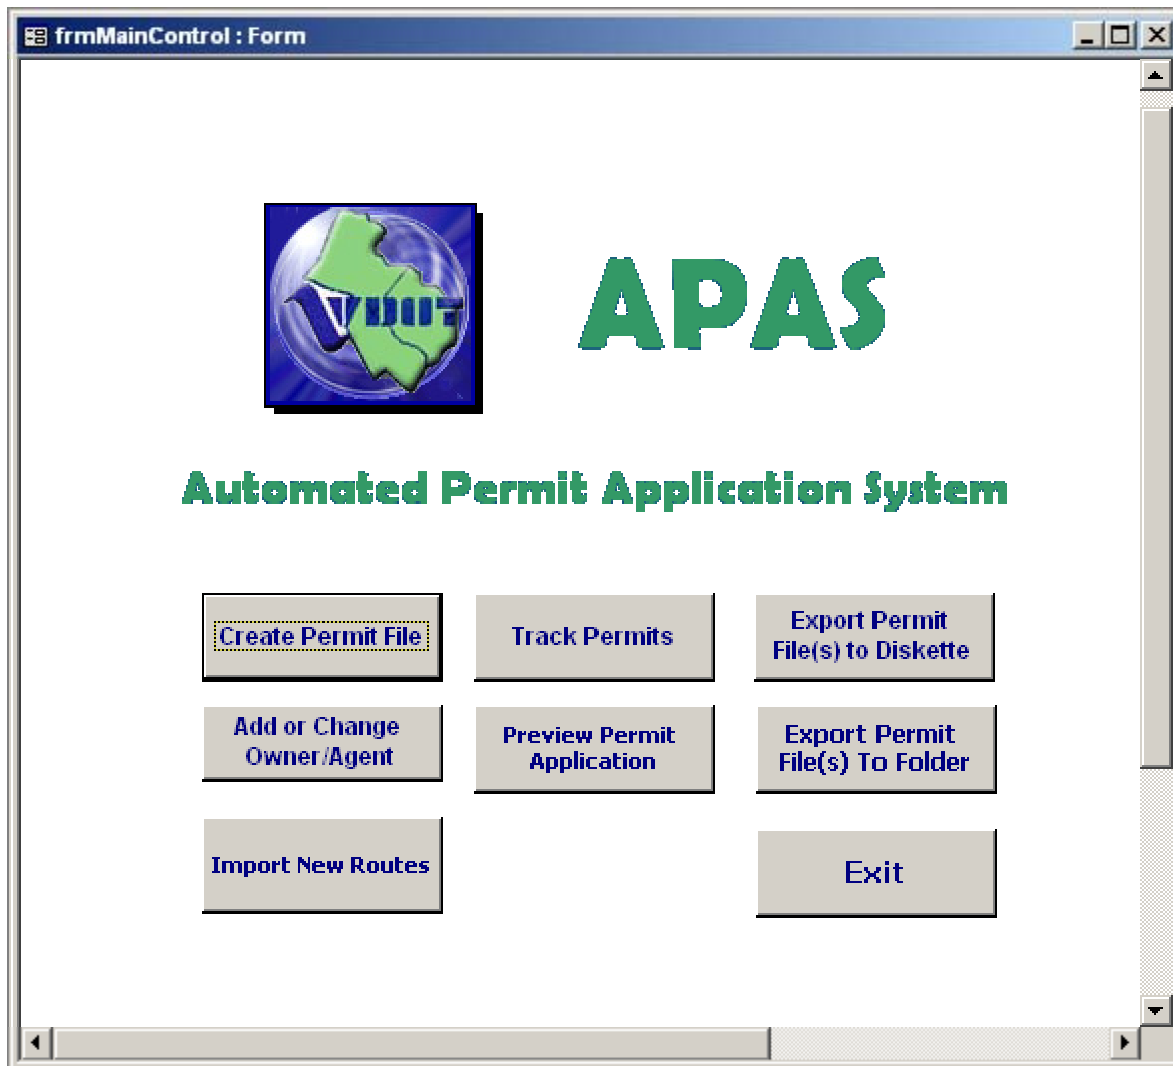 frmMainControl : Form
VDOT
APAS
Automated Permit Application System
Create Permit File
Track Permits
Export Permit
File(s) to Diskette
Add or Change
Owner/Agent
Preview Permit
Application
Export Permit
File(s) To Folder
Import New Routes
Exit